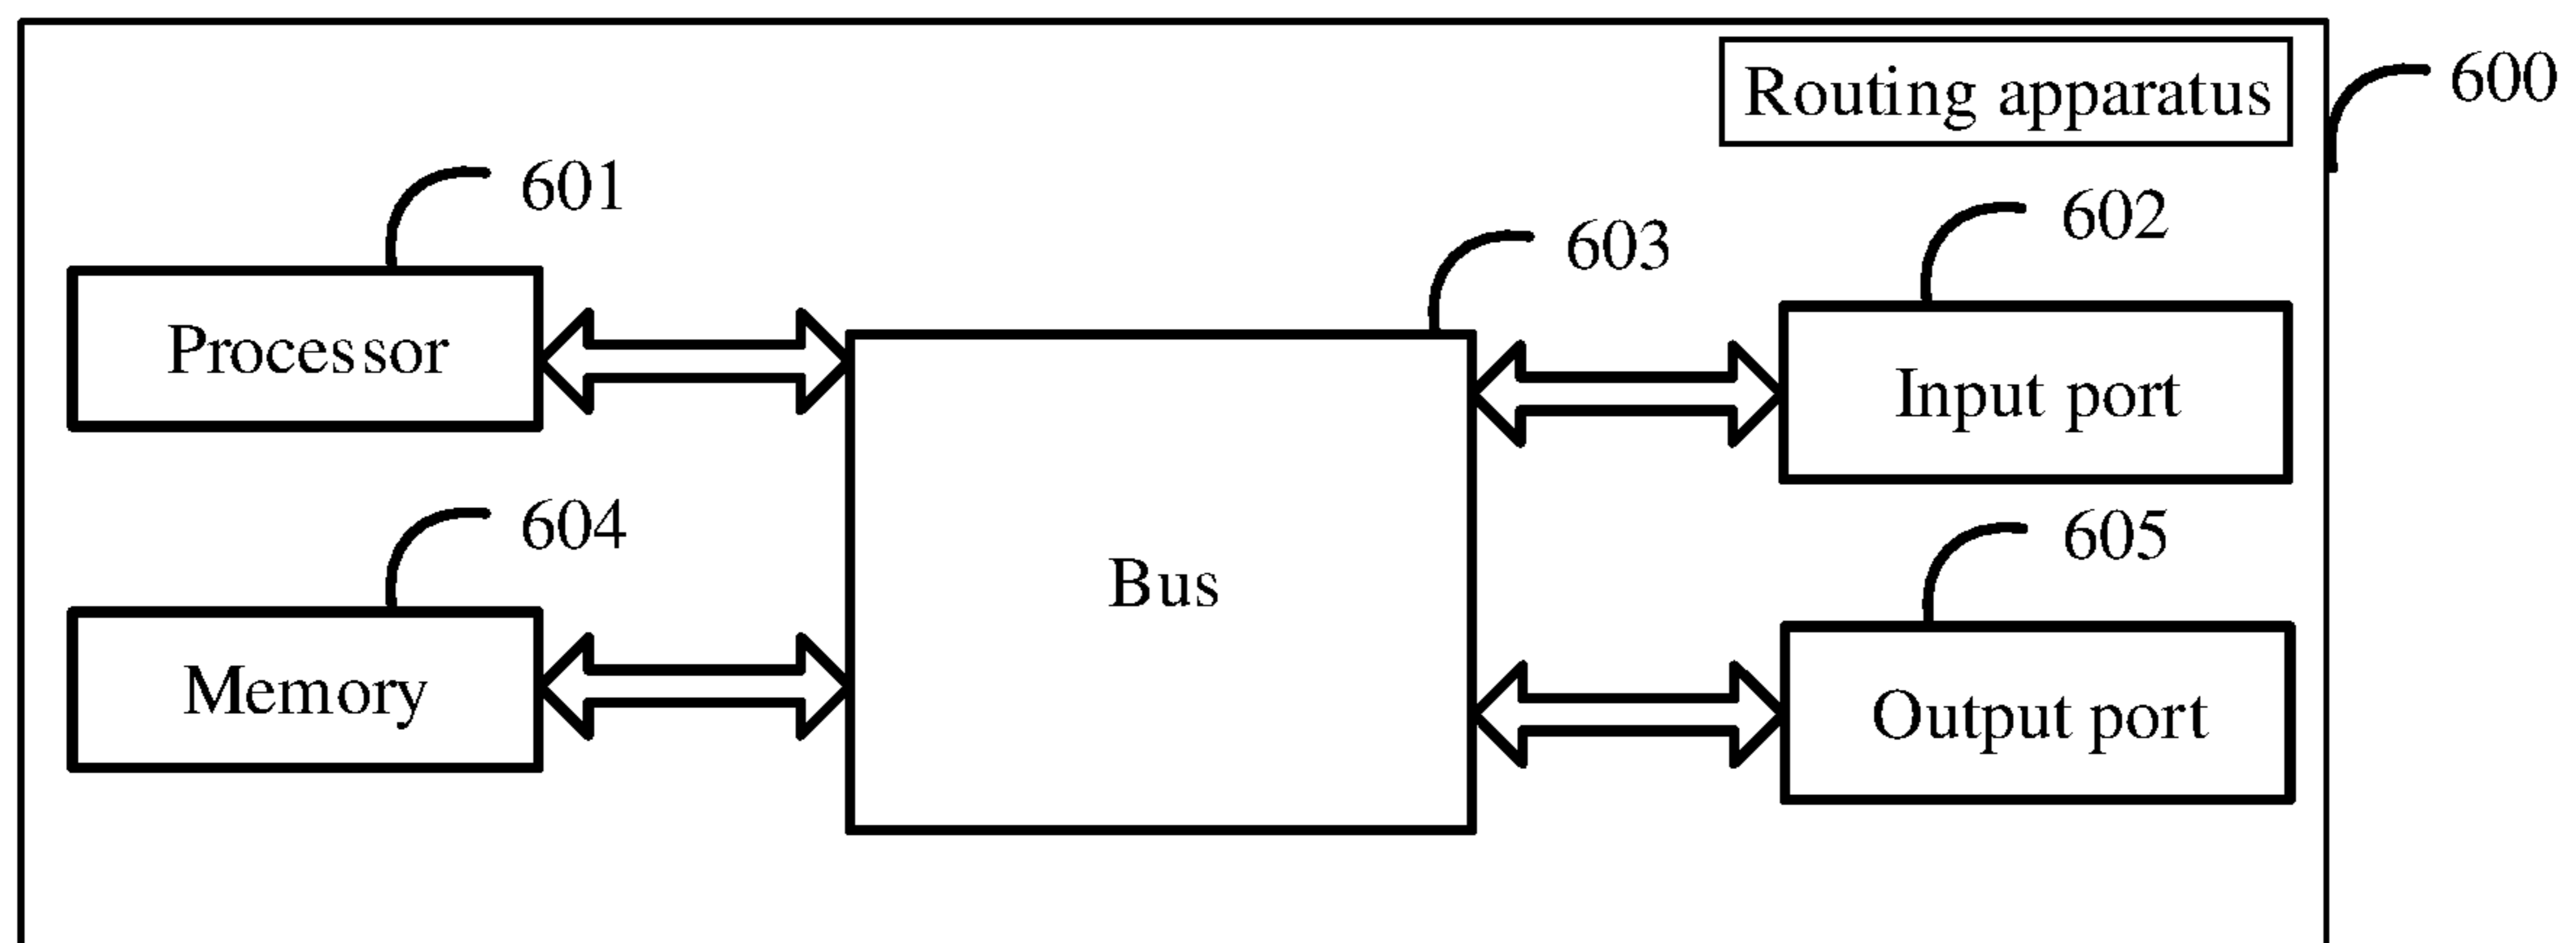 Routing apparatus
600
601
Processor
603
602
Input port
604
Memory
Bus
605
Output port